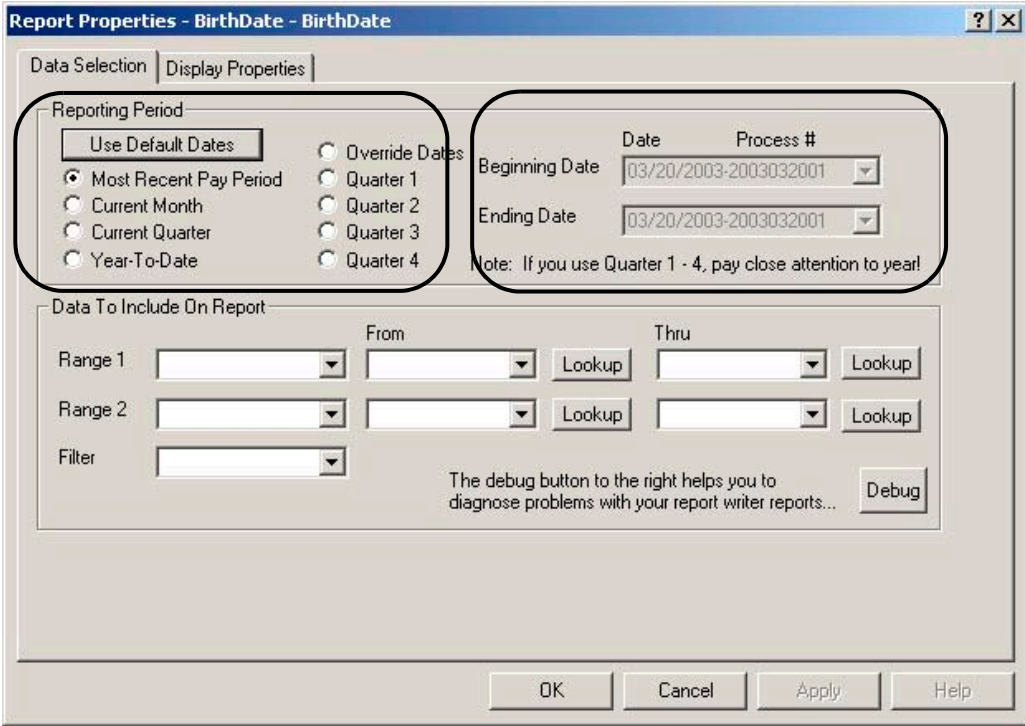 Report Properties - BirthDate - BirthDate
Data Selection
Display Properties
Reporting Period
Use Default Dates
Most Recent Pay Period
Current Month
Current Quarter
Year-To-Date
Override Dates
Quarter 1
Quarter 2
Quarter 3
Quarter 4
Date Process #
Beginning Date 03/20/2003-2003032001
Ending Date 03/20/2003-2003032001
Note: If you use Quarter 1 - 4, pay close attention to year!
Data To Include On Report
From Thru
Range 1 Lookup Lookup
Range 2 Lookup Lookup
Filter
The debug button to the right helps you to
diagnose problems with your report writer reports...
Debug
OK Cancel Apply Help